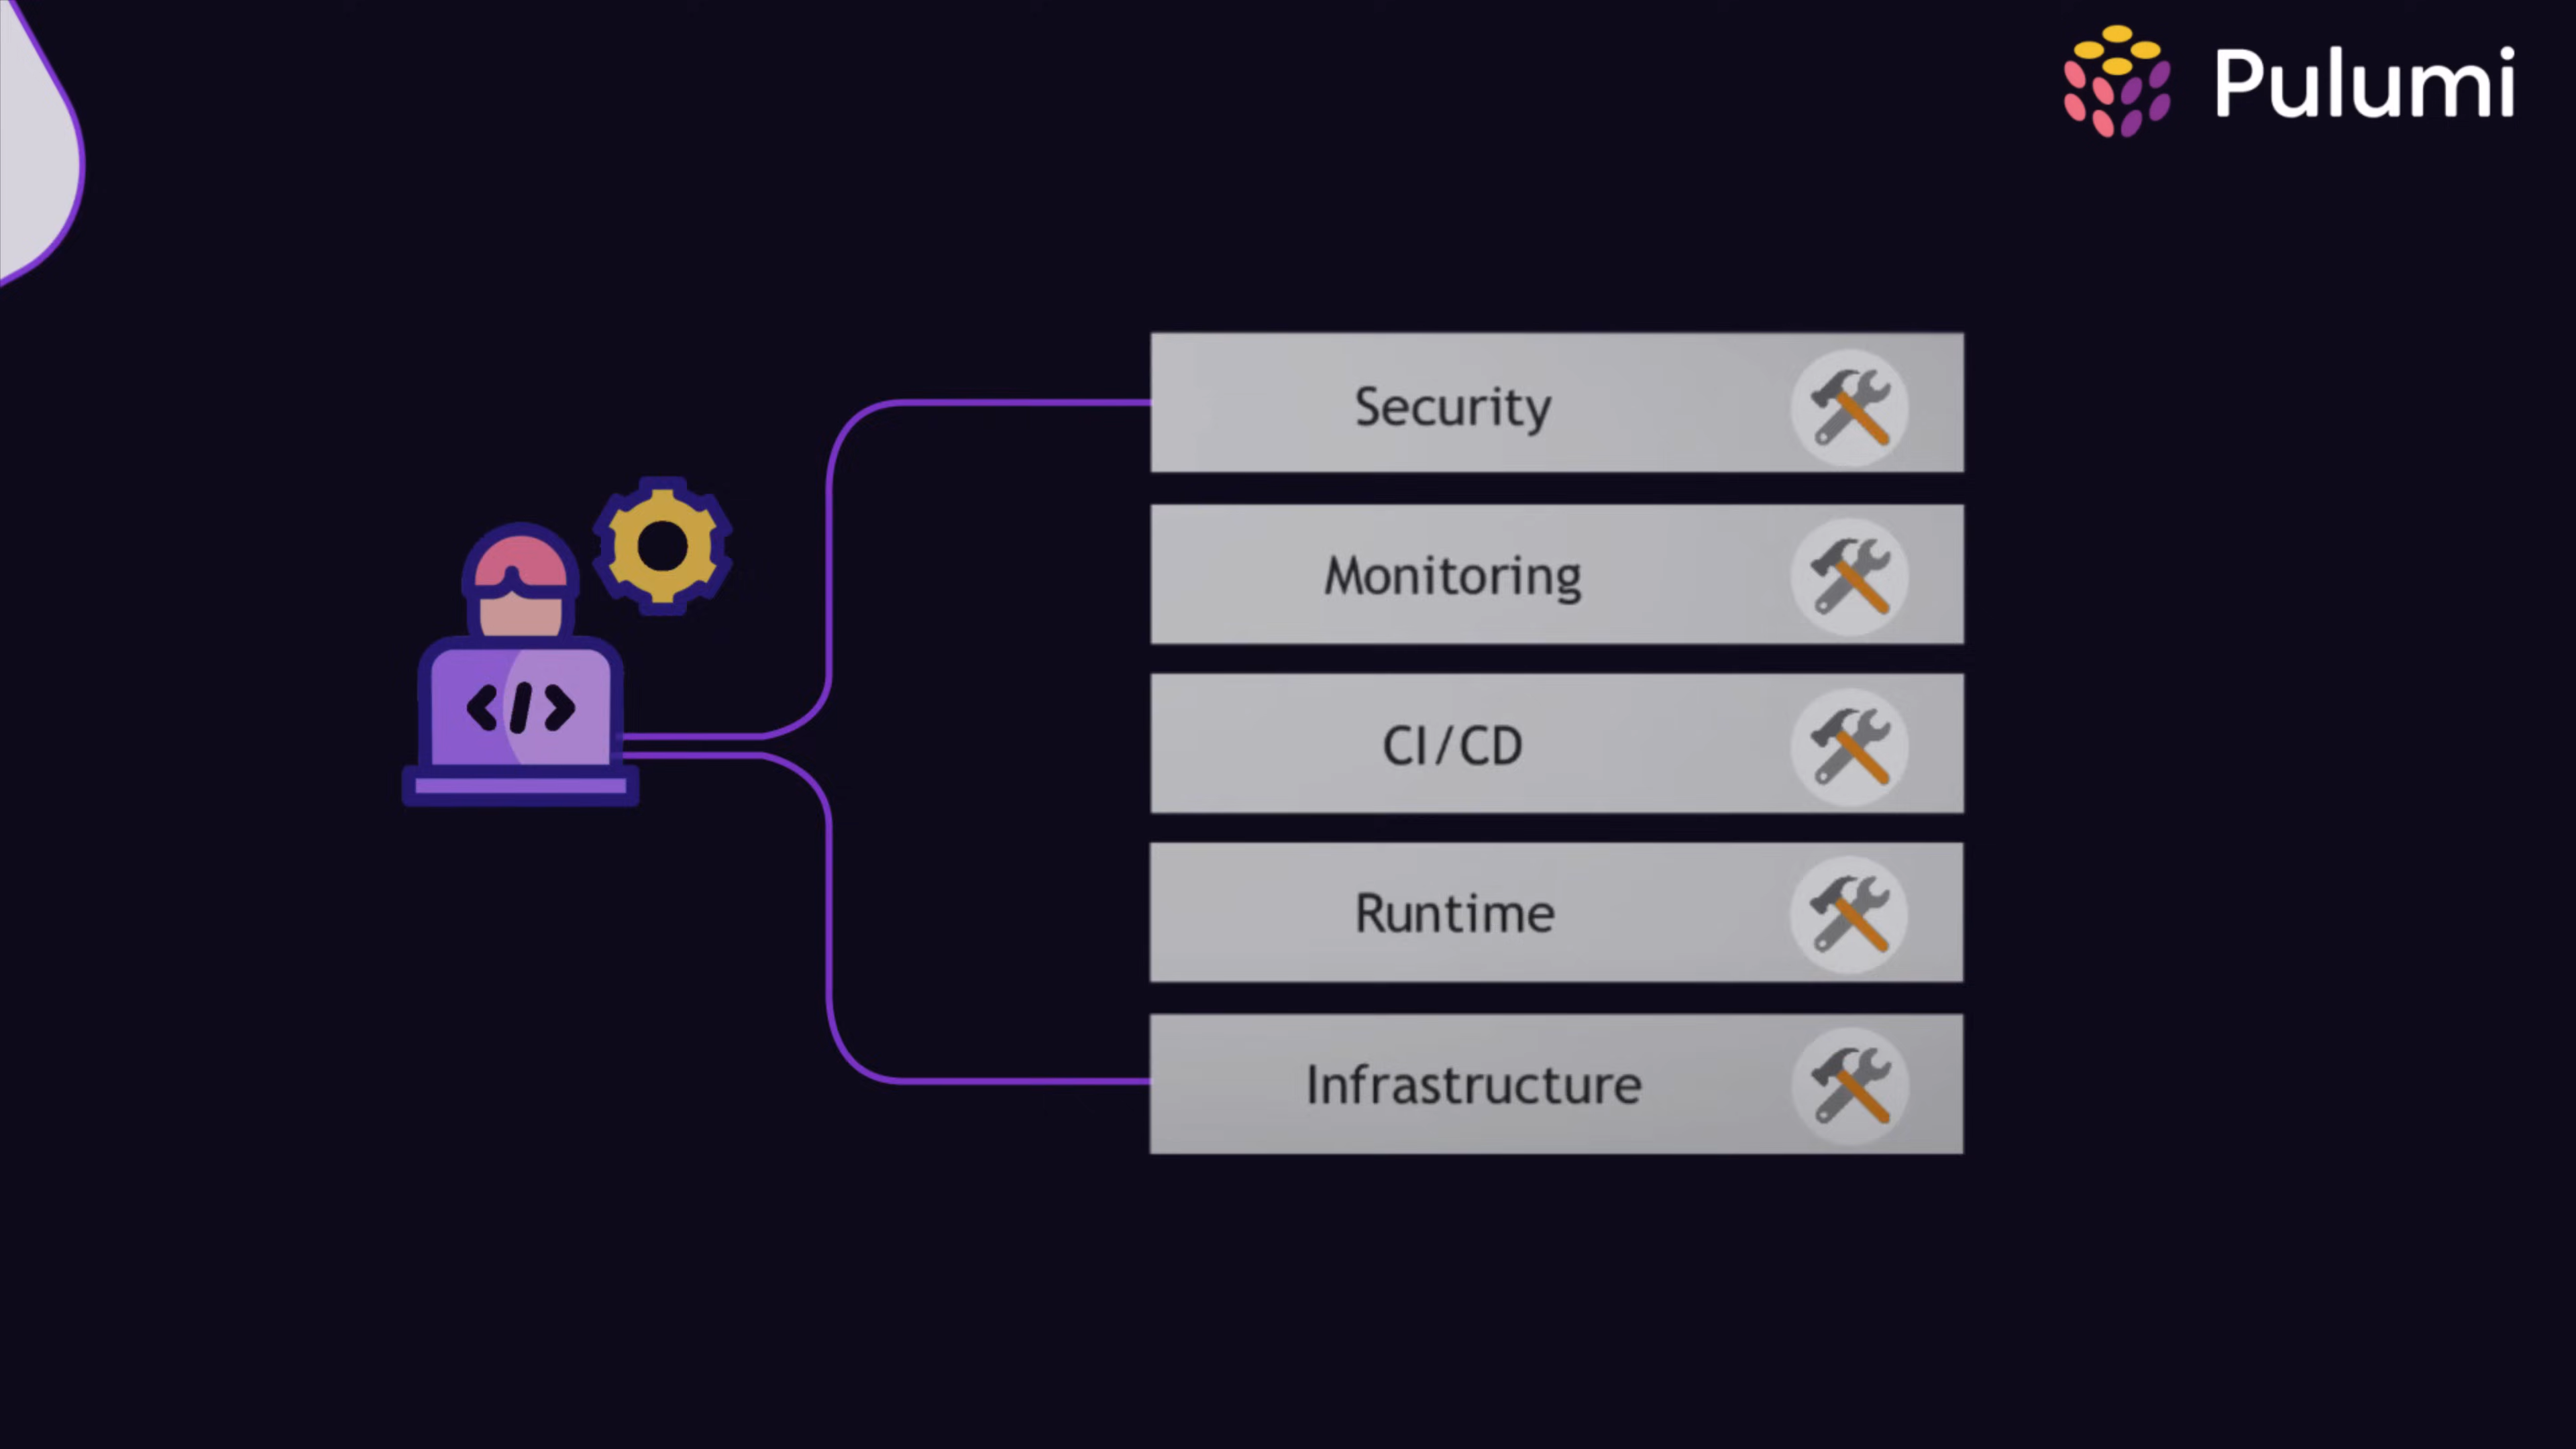 Pulumi
Security
Monitoring
</>
CI/CD
Runtime
Infrastructure